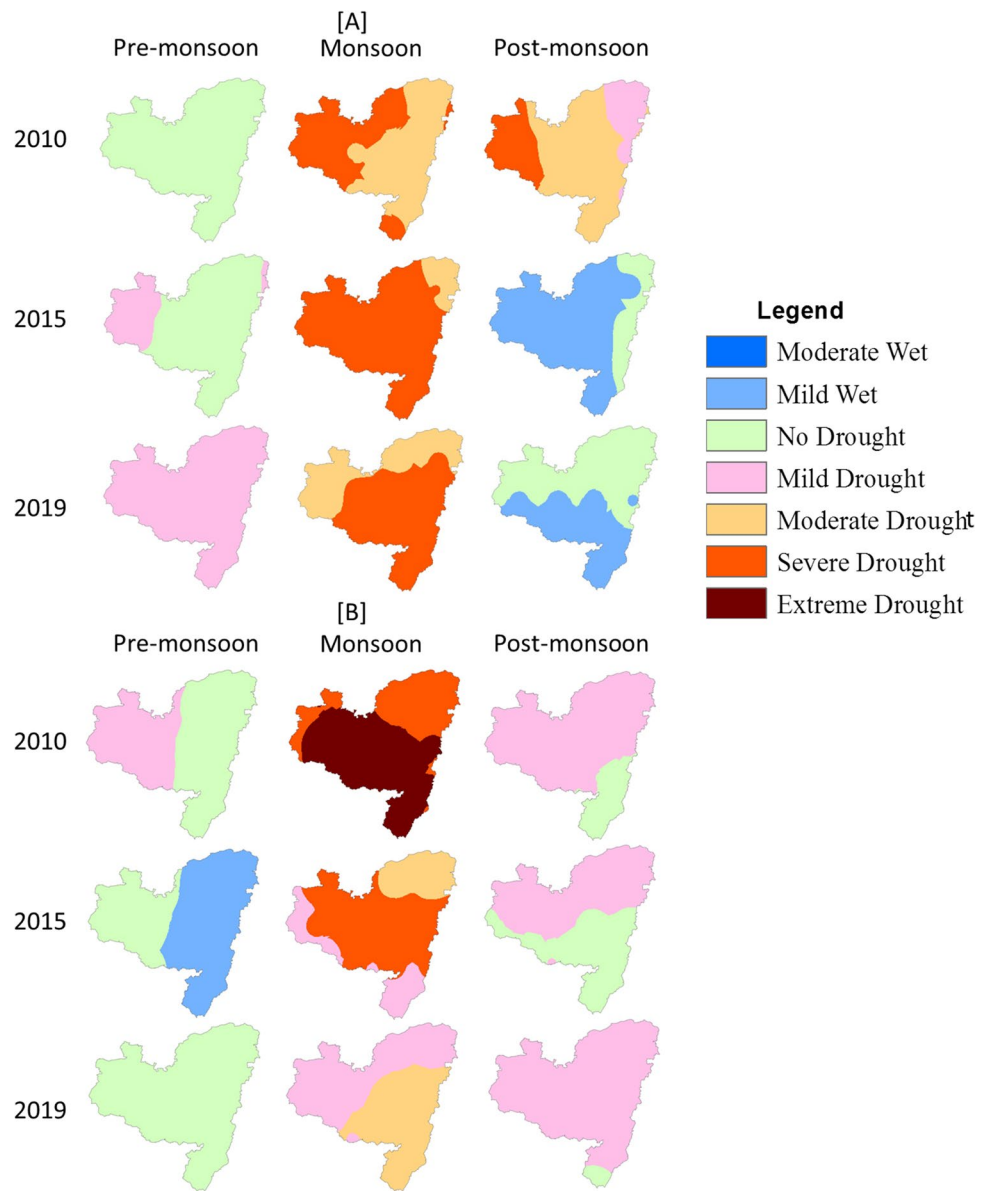 [A]
Pre-monsoon Monsoon Post-monsoon
2010
2015
2019
Legend
Moderate Wet
Mild Wet
No Drought
Mild Drought
Moderate Drought
Severe Drought
Extreme Drought
[B]
Pre-monsoon Monsoon Post-monsoon
2010
2015
2019